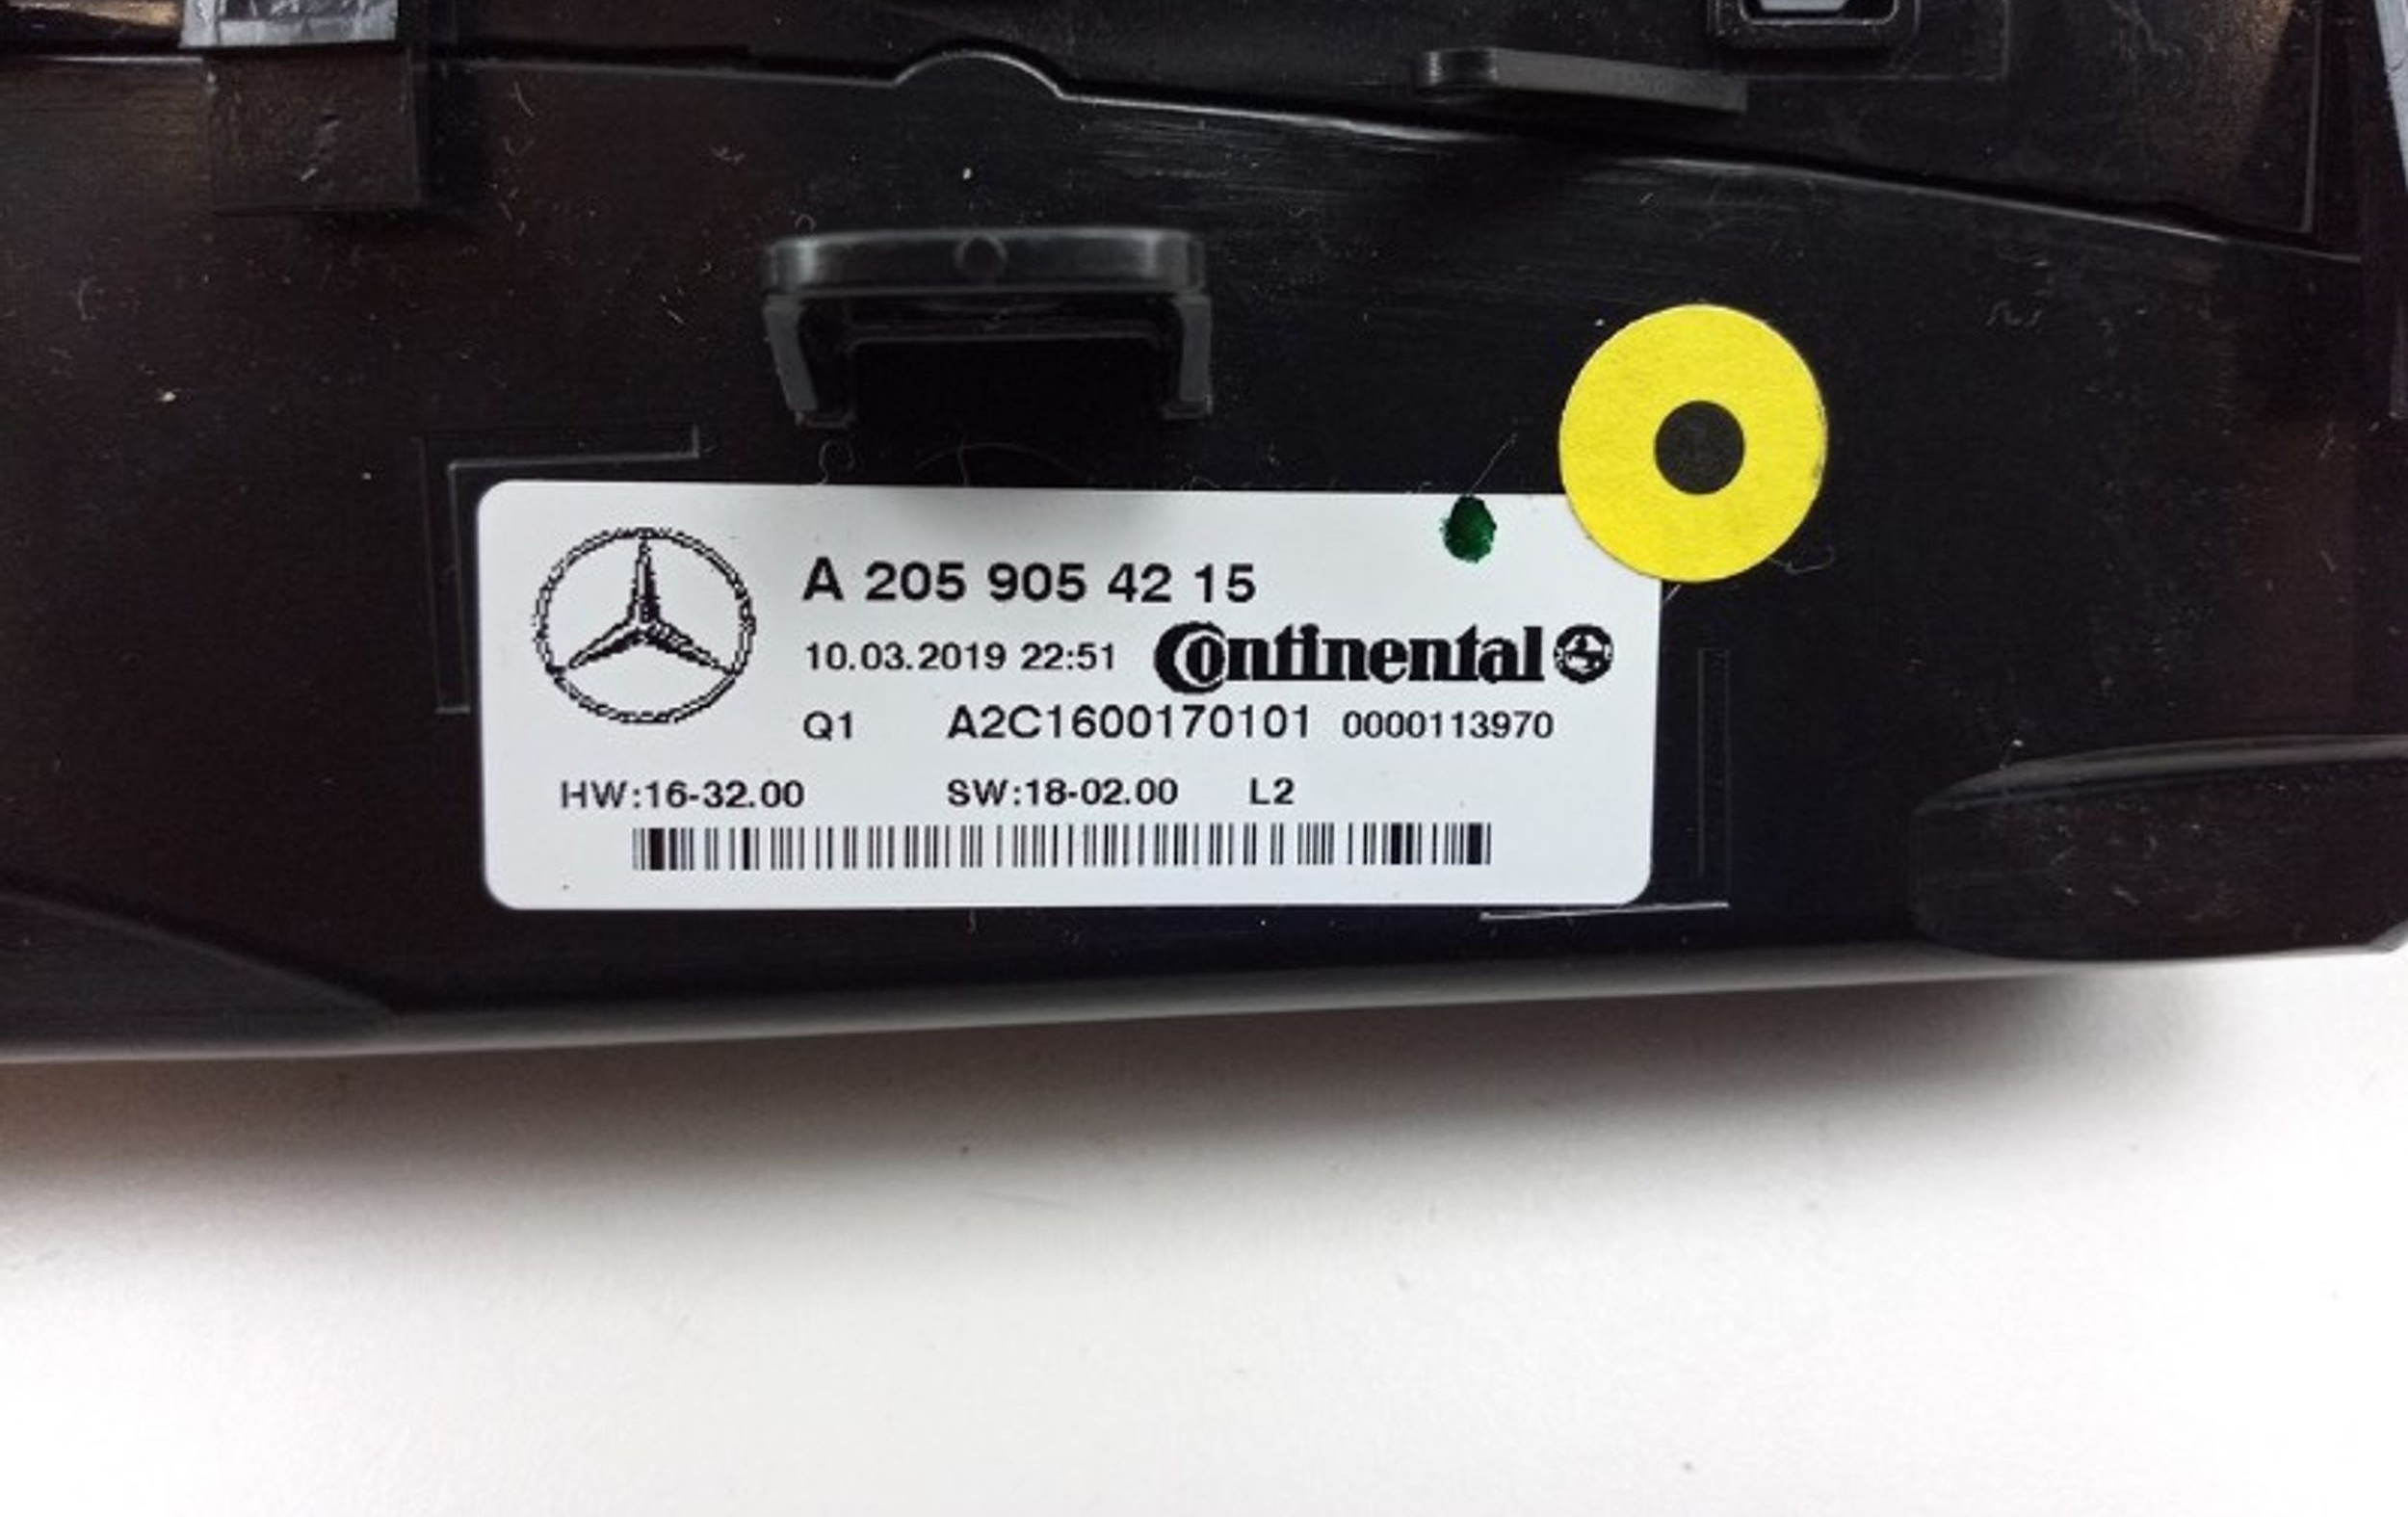 A 205 905 42 15
10.03.2019 22:51 Continental
Q1 A2C1600170101 0000113970
HW:16-32.00 SW:18-02.00 L2